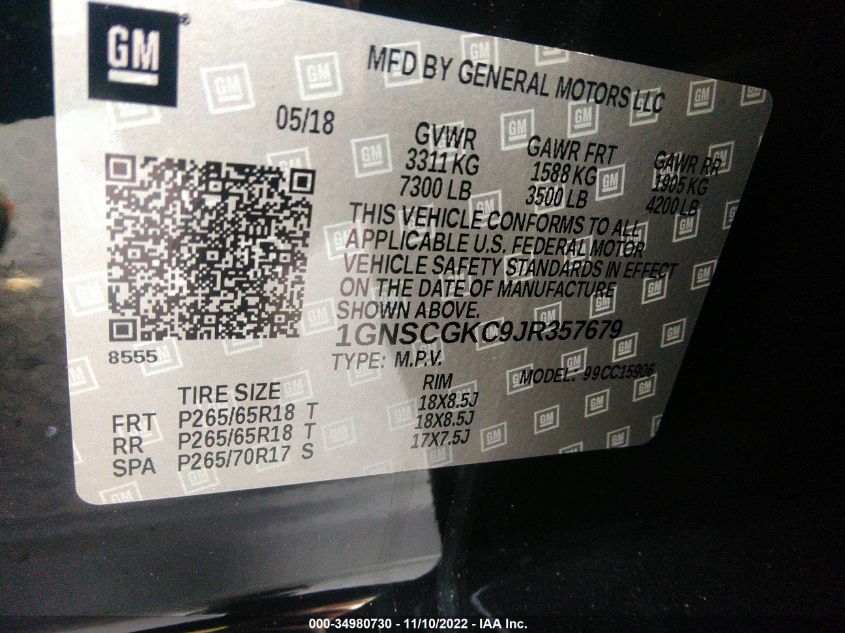 GM
MFD BY GENERAL MOTORS LLC
05/18
GVWR GAWR FRT GAWR RR
3311 KG 1588 KG 1905 KG
7300 LB 3500 LB 4200 LB
THIS VEHICLE CONFORMS TO ALL
APPLICABLE U.S. FEDERAL MOTOR
VEHICLE SAFETY STANDARDS IN EFFECT
ON THE DATE OF MANUFACTURE
SHOWN ABOVE.
1GNSCGKC9JR357679
8555
TYPE: M.P.V. MODEL: 99CC15906
TIRE SIZE RIM
FRT P265/65R18 T 18X8.5J
RR P265/65R18 T 18X8.5J
SPA P265/70R17 S 17X7.5J
000-34980730 - 11/10/2022 - IAA Inc.